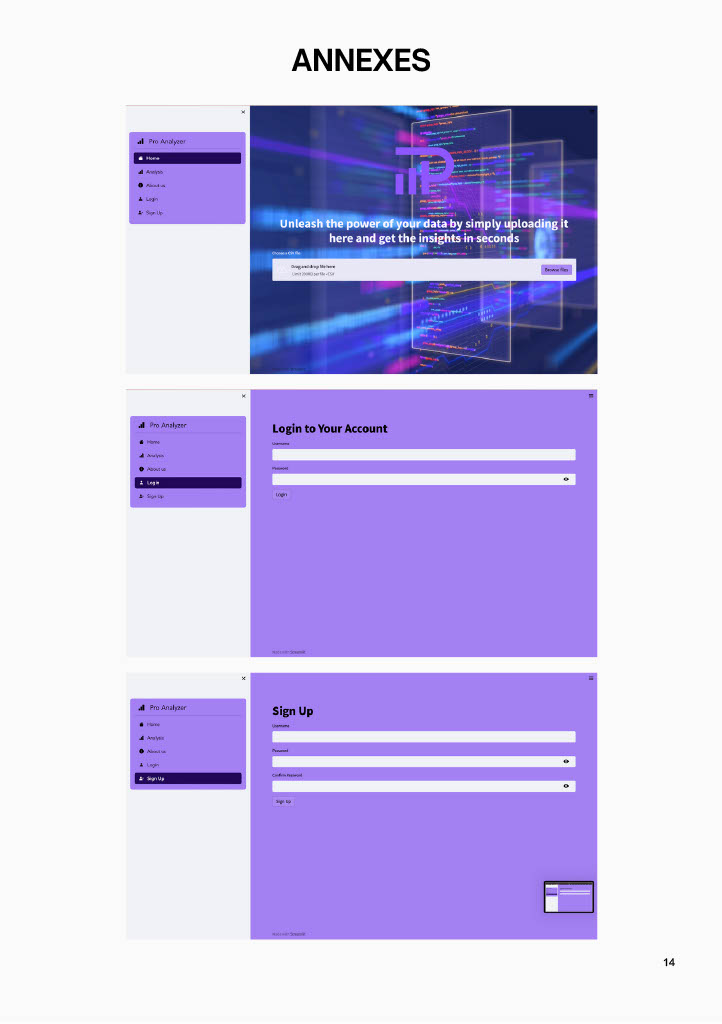 ANNEXES
Pro Analyzer
Home
Analysis
About us
Login
Sign Up
Unleash the power of your data by simply uploading it
here and get the insights in seconds
Choose a CSV file
Drag and drop file here
Limit 200MB per file • CSV
Browse files
Pro Analyzer
Home
Analysis
About us
Login
Sign Up
Login to Your Account
Username
Password
Login
Made with Streamlit
Pro Analyzer
Home
Analysis
About us
Login
Sign Up
Sign Up
Username
Password
Confirm Password
Sign Up
Made with Streamlit
14